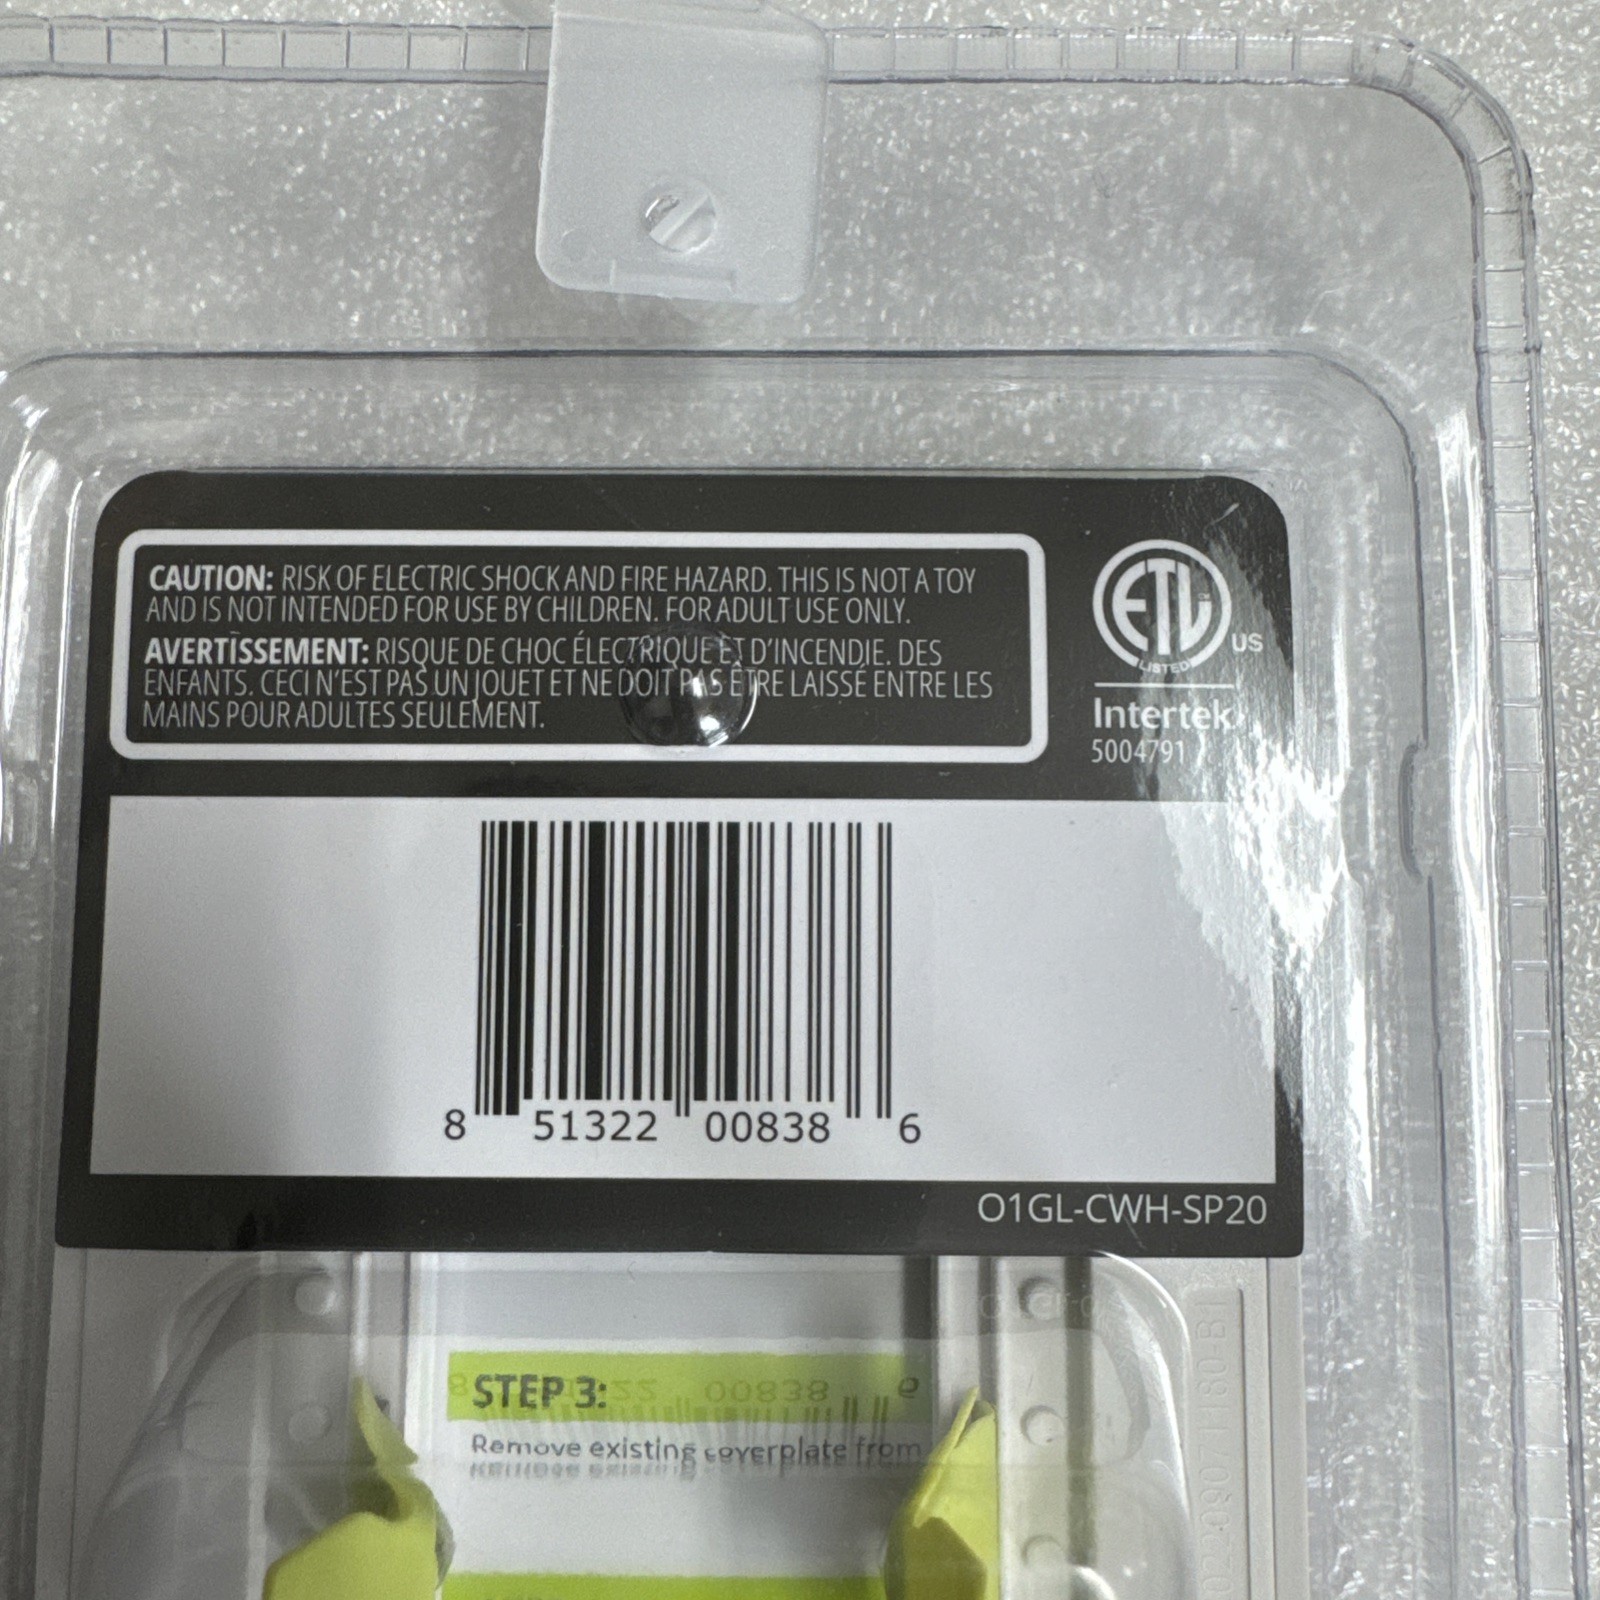 CAUTION: RISK OF ELECTRIC SHOCK AND FIRE HAZARD. THIS IS NOT A TOY
AND IS NOT INTENDED FOR USE BY CHILDREN. FOR ADULT USE ONLY.
AVERTISSEMENT: RISQUE DE CHOC ÉLECTRIQUE ET D'INCENDIE. DES
ENFANTS. CECI N'EST PAS UN JOUET ET NE DOIT PAS ÊTRE LAISSÉ ENTRE LES
MAINS POUR ADULTES SEULEMENT.
ETL
LISTED
US
Intertek
5004791
8 51322 00838 6
O1GL-CWH-SP20
STEP 3:
Remove existing coverplate from